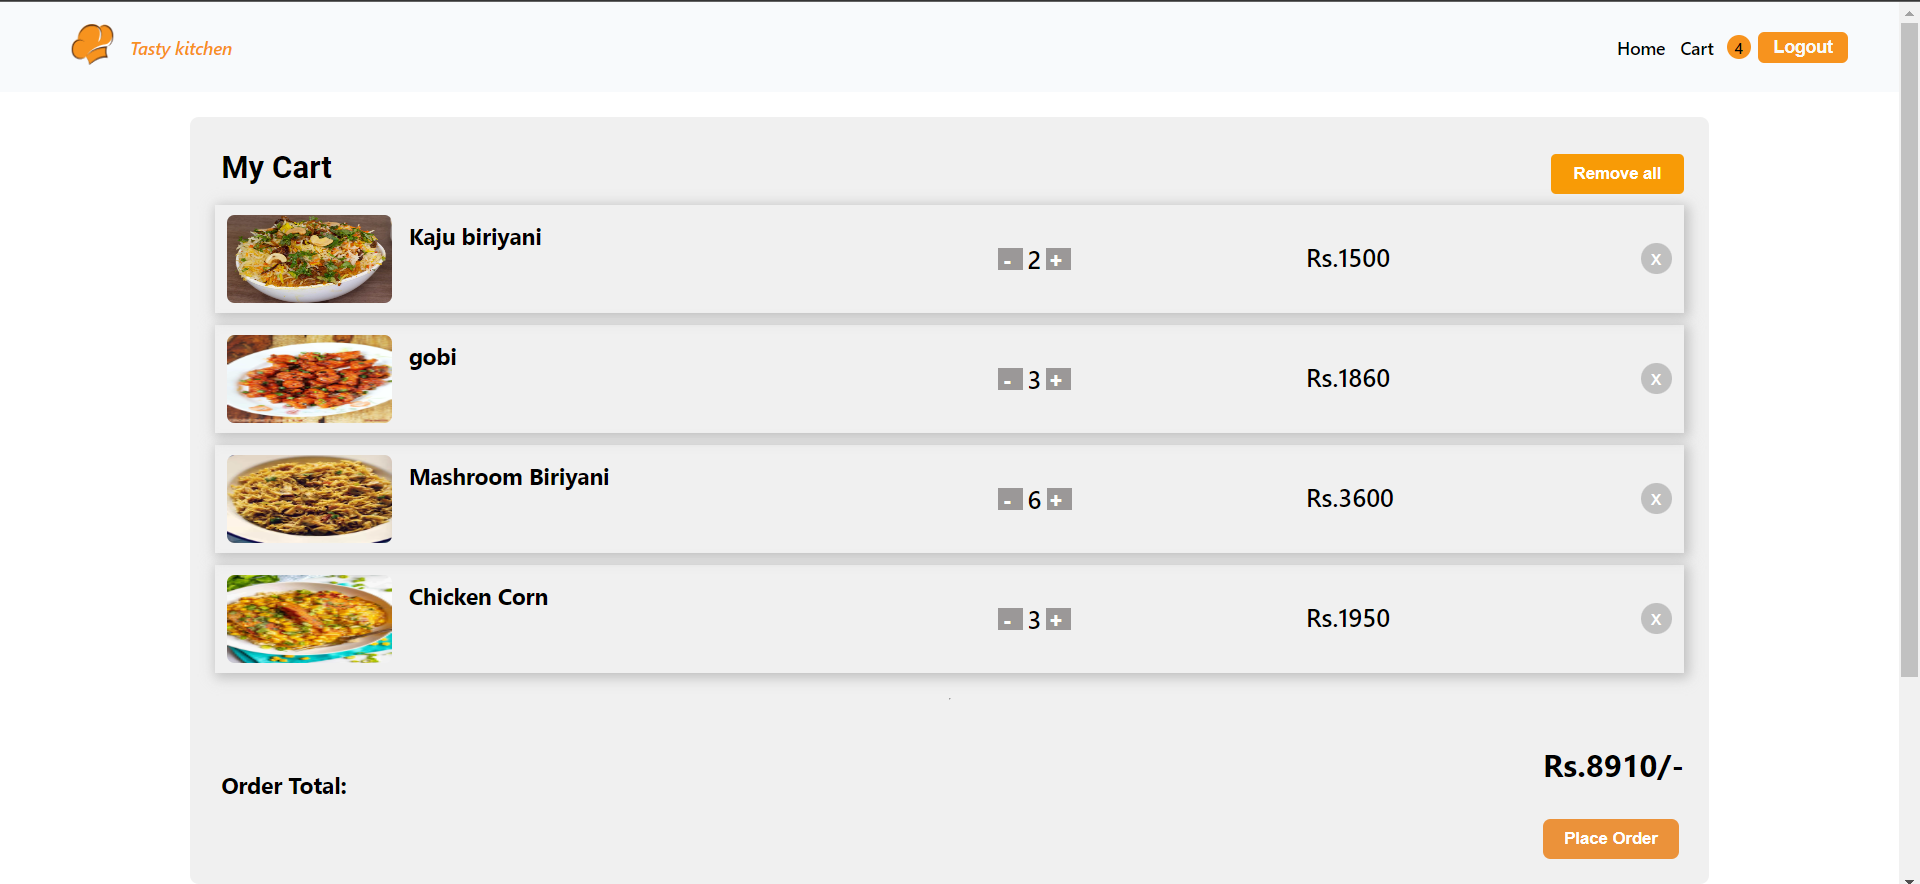 Tasty kitchen
Home Cart 4 Logout
My Cart
Remove all
Kaju biriyani
- 2 + Rs.1500 x
gobi
- 3 + Rs.1860 x
Mashroom Biriyani
- 6 + Rs.3600 x
Chicken Corn
- 3 + Rs.1950 x
Rs.8910/-
Order Total:
Place Order